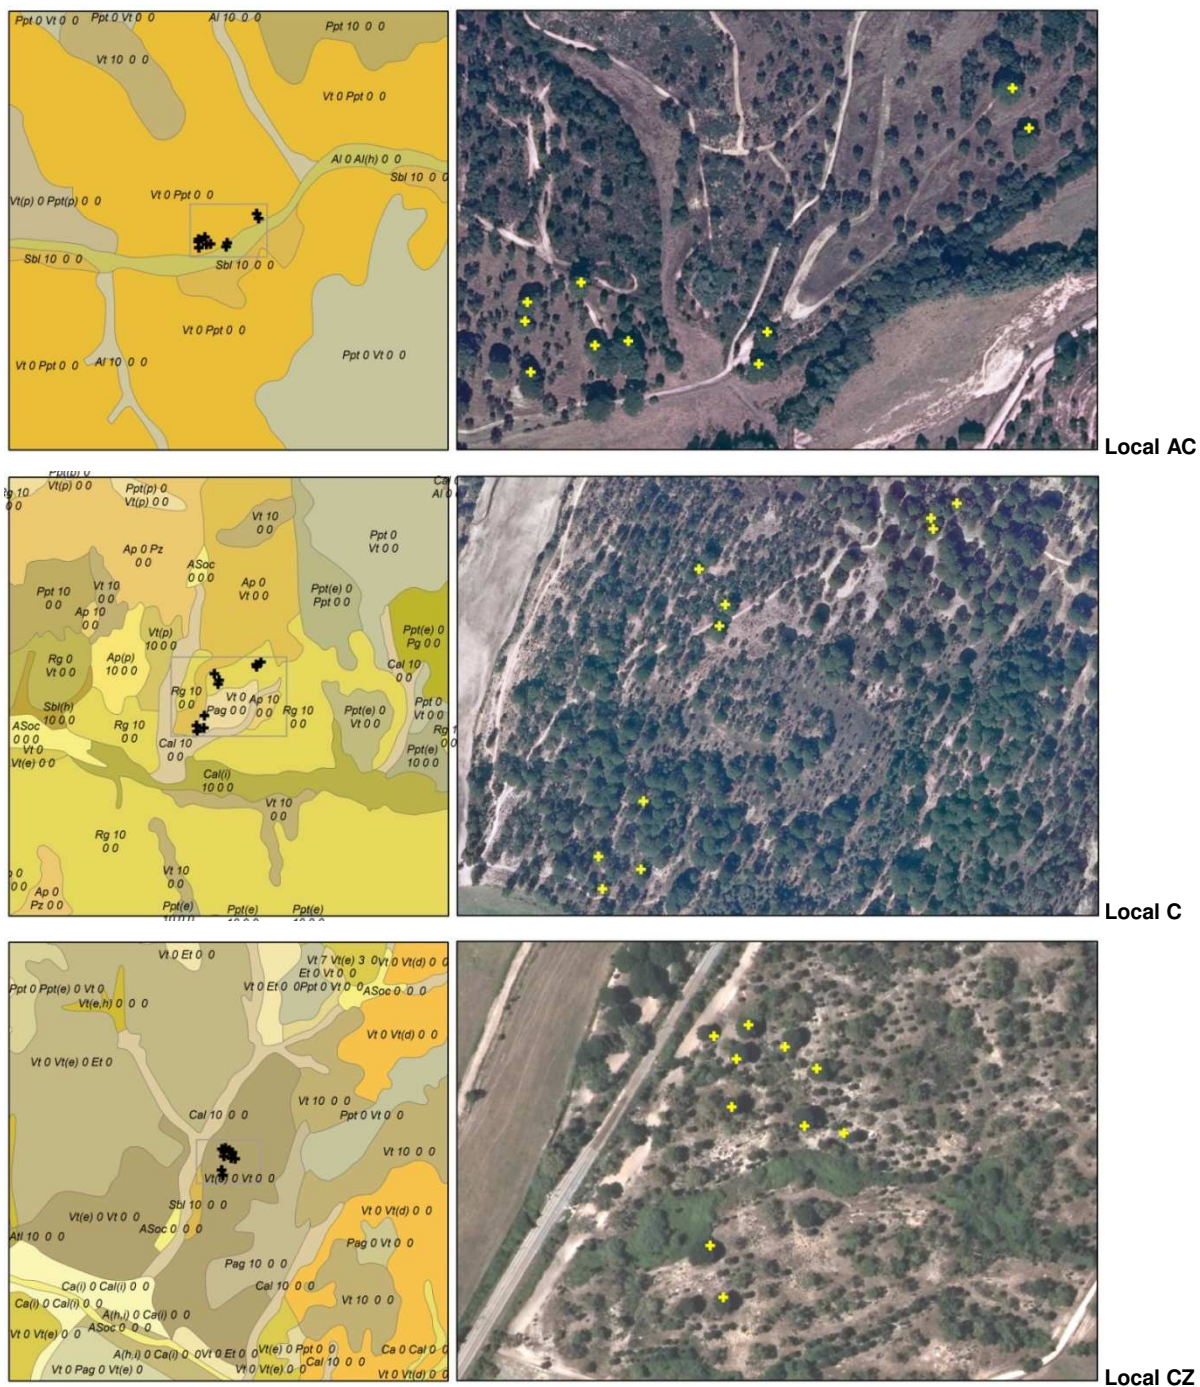 Ppt 0 Vt 0 0
Ppt 0 Vt 0 0
Al 10 0 0
Ppt 10 0 0
Vt 10 0 0
Vt 0 Ppt 0 0
Al 0 Al(h) 0 0
Sbl 10 0 0
Vt(p) 0 Ppt(p) 0 0
Vt 0 Ppt 0 0
Sbl 10 0 0
Sbl 10 0 0
Vt 0 Ppt 0 0
Vt 0 Ppt 0 0
Al 10 0 0
Ppt 0 Vt 0 0
Local AC
Vt(p) 0 0
Ppt(p) 0
Vt(p) 0 0
Vt 10
0 0
Ppt 0
Vt 0 0
Ap 0 Pz
0 0
ASoc
0 0 0
Ap 0
Vt 0 0
Ppt(e) 0
Ppt 0 0
Ppt 10
0 0
Vt 10
0 0
Ap 10
0 0
Vt(p)
10 0 0
Ppt(e) 0
Pg 0 0
Rg 0
Vt 0 0
Ap(p)
10 0 0
Cal 10
0 0
Rg 10
0 0
Vt 0
Pag 0 0
Ap 10
0 0
Rg 10
0 0
Ppt(e) 0
Vt 0 0
Ppt 0
Vt 0 0
Sbl(h)
10 0 0
ASoc
0 0 0
Vt 0
Vt(e) 0 0
Rg 10
0 0
Cal 10
0 0
Ppt(e)
10 0 0
Cal(i)
10 0 0
Vt 10
0 0
Rg 10
0 0
Vt 10
0 0
Ap 0
Pz 0 0
Ppt(e)
Ppt(e)
Ppt(e)
Local C
Vt 0 Et 0 0
Vt 7 Vt(e) 3 0
Vt 0 Vt(d) 0 0
Et 0 Vt 0 0
Vt 0 Et 0 0
Ppt 0 Vt 0 0
ASoc 0 0 0
Ppt 0 Ppt(e) 0 Vt 0
Vt(e,h) 0 0 0
Vt 0 Vt(d) 0 0
Vt 0 Vt(e) 0 Et 0
Vt 10 0 0
Cal 10 0 0
Ppt 0 Vt 0 0
Vt 10 0 0
Vt 0 0
Sbl 10 0 0
Vt(e) 0 Vt 0 0
ASoc 0 0 0
Vt 0 Vt(d) 0 0
Atl 10 0 0
Pag 0 Vt 0 0
Pag 10 0 0
Ca(i) 0 Cal(i) 0 0
Cal 10 0 0
Ca(i) 0 Cal(i) 0 0
Vt 10 0 0
A(h,i) 0 Ca(i) 0 0
ASoc 0 0 0
Vt 0 Vt(e) 0 0
A(h,i) 0 Ca(i) 0 0
Vt 0 Et 0 0
Vt(e) 0 Ppt 0 0
Ca 0 Cal 0 0
Cal 10 0 0
Vt 0 Pag 0 Vt(e) 0
Vt 0 Vt(e) 0 0
Vt 0 Vt(d) 0 0
Local CZ